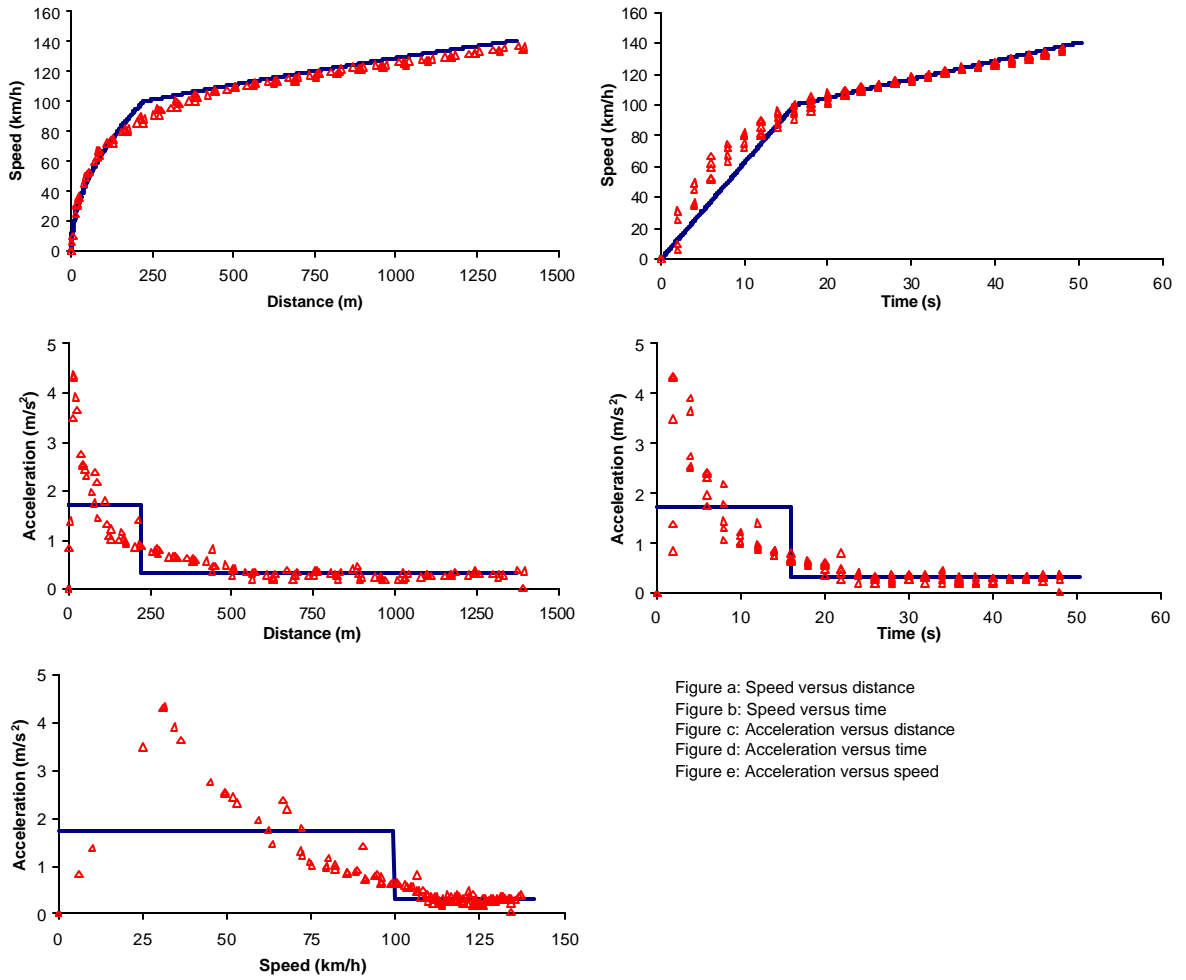 160
140
120
100
80
60
40
20
0
Speed (km/h)
0 250 500 750 1000 1250 1500
Distance (m)
160
140
120
100
80
60
40
20
0
Speed (km/h)
0 10 20 30 40 50 60
Time (s)
5
4
3
2
1
0
Acceleration (m/s²)
0 250 500 750 1000 1250 1500
Distance (m)
5
4
3
2
1
0
Acceleration (m/s²)
0 10 20 30 40 50 60
Time (s)
5
4
3
2
1
0
Acceleration (m/s²)
0 25 50 75 100 125 150
Speed (km/h)
Figure a: Speed versus distance
Figure b: Speed versus time
Figure c: Acceleration versus distance
Figure d: Acceleration versus time
Figure e: Acceleration versus speed